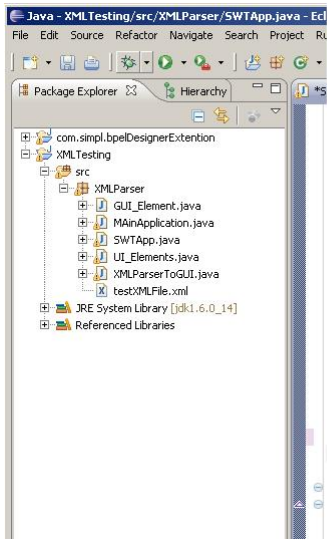 Java - XMLTesting/src/XMLParser/SWTApp.java - Ecl
File Edit Source Refactor Navigate Search Project Ru
Package Explorer Hierarchy *S
com.simpl.bpelDesignerExtention
XMLTesting
src
XMLParser
GUI_Element.java
MAinApplication.java
SWTApp.java
UI_Elements.java
XMLParserToGUI.java
testXMLFile.xml
JRE System Library [jdk1.6.0_14]
Referenced Libraries